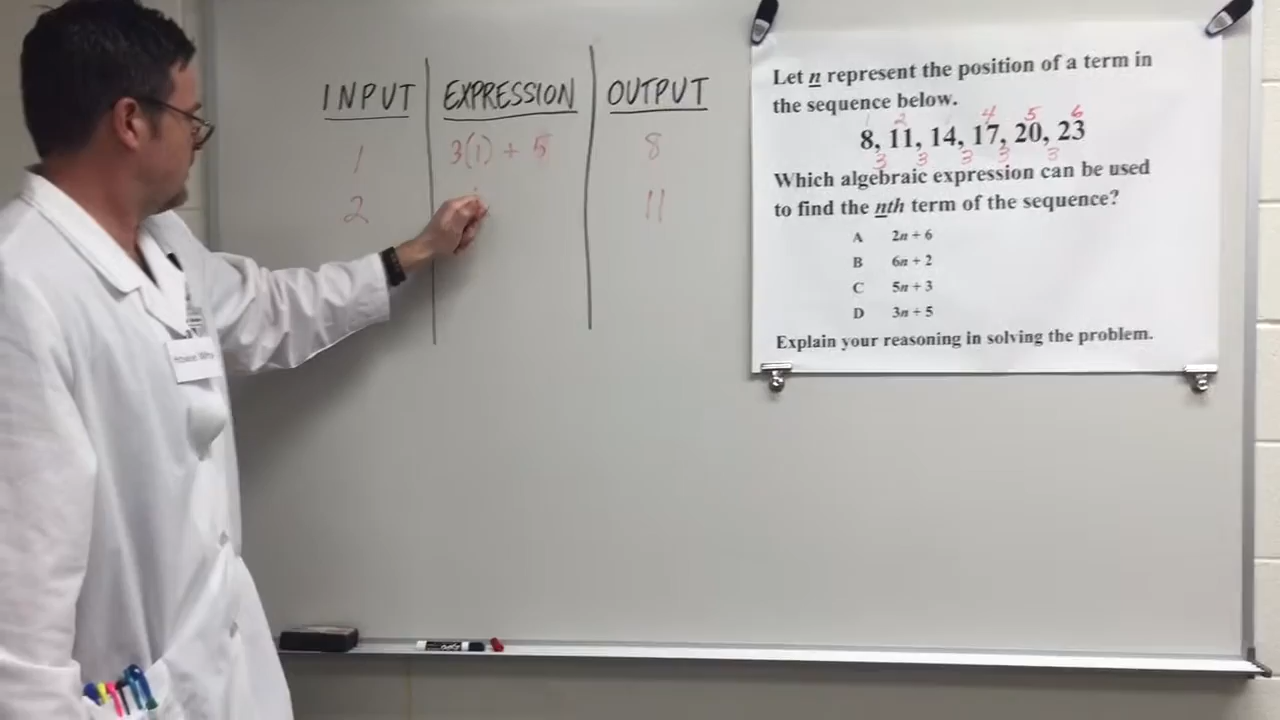 INPUT EXPRESSION OUTPUT
1 3(1) + 5 8
2 11
Let n represent the position of a term in
the sequence below.
2 4 5 6
8, 11, 14, 17, 20, 23
3 3 3 3 3
Which algebraic expression can be used
to find the nth term of the sequence?
A 2n + 6
B 6n + 2
C 5n + 3
D 3n + 5
Explain your reasoning in solving the problem.